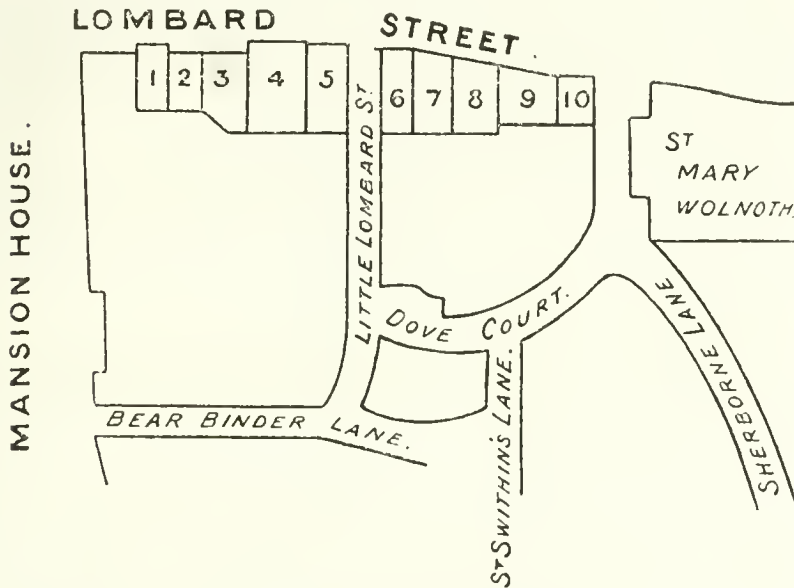 LOMBARD STREET.
1 2 3 4 5 6 7 8 9 10
MANSION HOUSE.
LITTLE LOMBARD ST
ST
MARY
WOLNOTH.
DOVE COURT.
BEAR BINDER LANE.
ST SWITHIN'S LANE.
SHERBORNE LANE